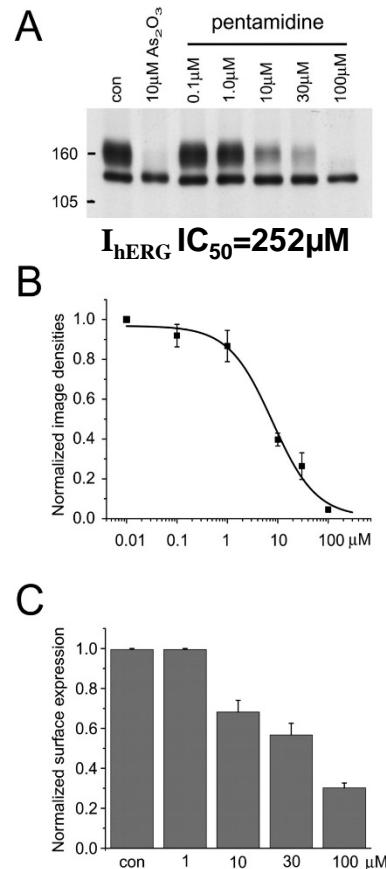 A
pentamidine
con
10µM As₂O₃
0.1µM
1.0µM
10µM
30µM
100µM
160
105
I_hERG IC₅₀=252µM
B
Normalized image densities
1.0
0.8
0.6
0.4
0.2
0.0
0.01 0.1 1 10 100 µM
C
Normalized surface expression
1.0
0.8
0.6
0.4
0.2
0.0
con 1 10 30 100 µM